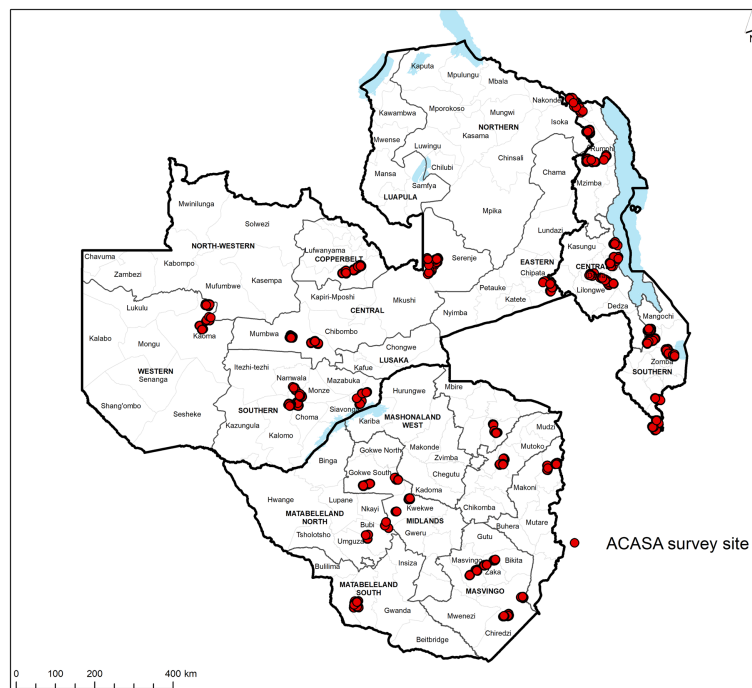 N
Kaputa
Mpulungu
Mbala
Nakonde
Kawambwa
Mporokoso
Mungwi
Isoka
NORTHERN
Mwense
Luwingu
Kasama
Rumphi
Mansa
Chilubi
Chinsali
Samfya
Chama
Mzimba
LUAPULA
Mwinilunga
Mpika
Solwezi
Lundazi
NORTH-WESTERN
Lufwanyama
Kasungu
Chavuma
COPPERBELT
Serenje
EASTERN
CENTRAL
Kabompo
Zambezi
Chipata
Kasempa
Mufumbwe
Petauke
Lilongwe
Kapiri-Mposhi
Mkushi
Katete
Lukulu
CENTRAL
Nyimba
Dedza
Mangochi
Kaoma
Mumbwa
Chibombo
Kalabo
Mongu
Chongwe
Zomba
LUSAKA
Itezhi-tezhi
Kafue
WESTERN
SOUTHERN
Senanga
Namwala
Mazabuka
Monze
Mbire
Hurungwe
Shang'ombo
SOUTHERN
Siavonga
Sesheke
Choma
MASHONALAND
WEST
Kazungula
Kariba
Mudzi
Kalomo
Makonde
Mutoko
Gokwe North
Zvimba
Binga
Gokwe South
Chegutu
Makoni
Kadoma
Hwange
Lupane
Chikomba
Nkayi
Kwekwe
Buhera
MATABELELAND
NORTH
Bubi
MIDLANDS
Mutare
Tsholotsho
Umguza
Gweru
Gutu
Bulilima
Insiza
Masvingo
Bikita
ACASA survey site
Zaka
MATABELELAND
SOUTH
MASVINGO
Gwanda
Mwenezi
Chiredzi
Beitbridge
0 100 200 400 km